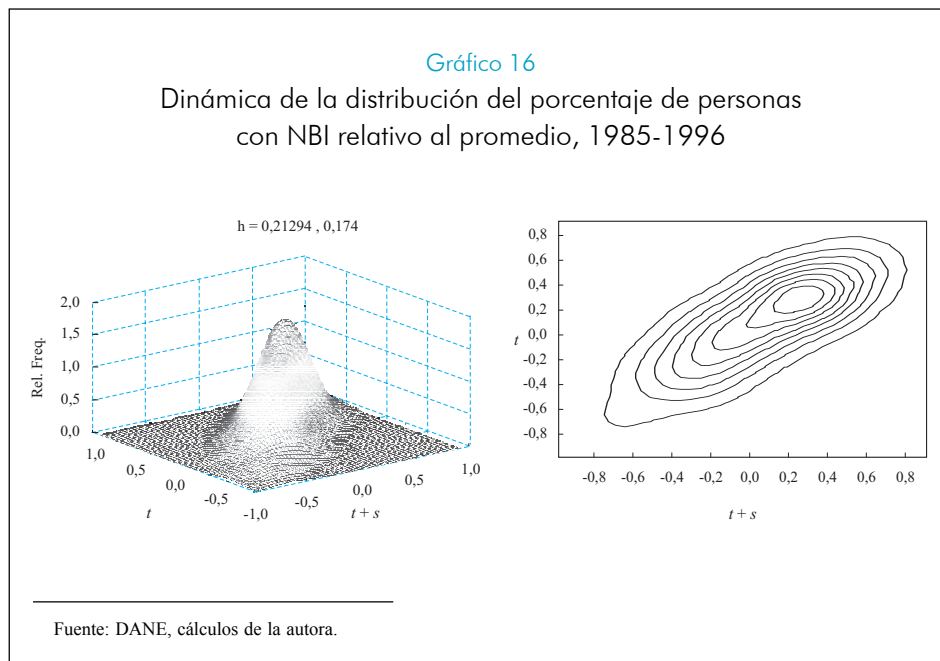 Gráfico 16
Dinámica de la distribución del porcentaje de personas
con NBI relativo al promedio, 1985-1996
h = 0,21294 , 0,174
Rel. Freq.
2,0
1,5
1,0
0,5
0,0
1,0
0,5
0,0
-0,5
-1,0
-0,5
0,0
0,5
1,0
t
t + s
0,8
0,6
0,4
0,2
0,0
-0,2
-0,4
-0,6
-0,8
t
-0,8 -0,6 -0,4 -0,2 0,0 0,2 0,4 0,6 0,8
t + s
Fuente: DANE, cálculos de la autora.